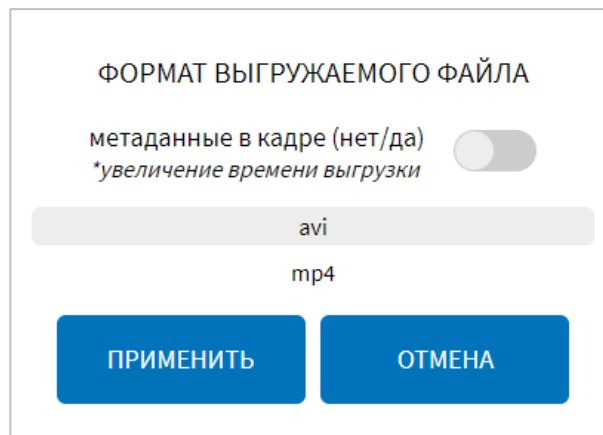 ФОРМАТ ВЫГРУЖАЕМОГО ФАЙЛА
метаданные в кадре (нет/да)
*увеличение времени выгрузки
avi
mp4
ПРИМЕНИТЬ ОТМЕНА